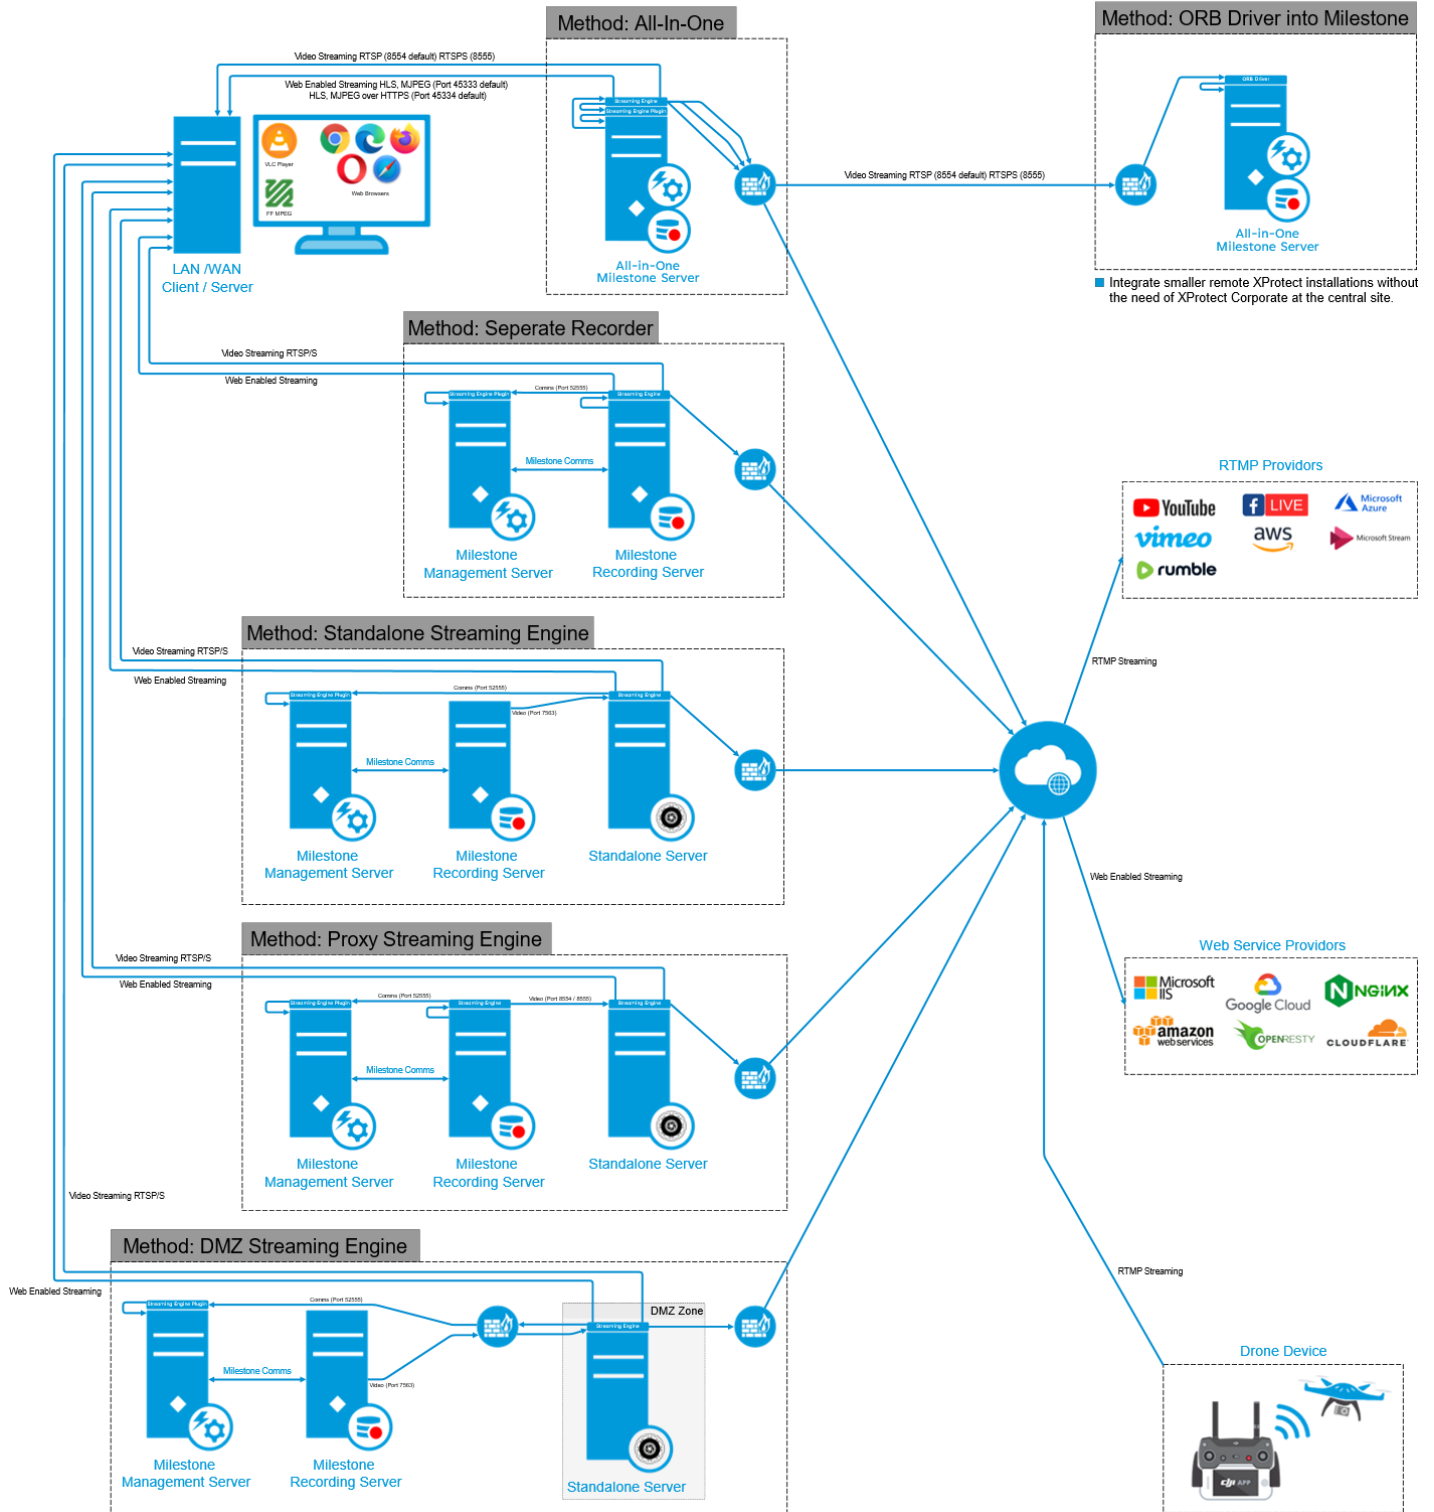 Method: All-In-One
Method: ORB Driver into Milestone
Video Streaming RTSP (8554 default) RTSPS (8555)
Web Enabled Streaming HLS, MJPEG (Port 45333 default)
HLS, MJPEG over HTTPS (Port 45334 default)
VLC Player
Web Browsers
FF MPEG
LAN /WAN
Client / Server
Streaming Engine
Streaming Engine Plugin
All-in-One
Milestone Server
Video Streaming RTSP (8554 default) RTSPS (8555)
ORB Driver
All-in-One
Milestone Server
Integrate smaller remote XProtect installations without
the need of XProtect Corporate at the central site.
Method: Seperate Recorder
Video Streaming RTSP/S
Web Enabled Streaming
Streaming Engine Plugin
Comms (Port 52555)
Streaming Engine
Milestone Comms
Milestone
Management Server
Milestone
Recording Server
RTMP Providors
YouTube
f LIVE
Microsoft
Azure
vimeo
aws
Microsoft Stream
rumble
RTMP Streaming
Method: Standalone Streaming Engine
Video Streaming RTSP/S
Web Enabled Streaming
Streaming Engine Plugin
Comms (Port 52555)
Streaming Engine
Video (Port 7563)
Milestone Comms
Milestone
Management Server
Milestone
Recording Server
Standalone Server
Web Enabled Streaming
Web Service Providors
Microsoft
IIS
Google Cloud
NGINX
amazon
webservices
OPENRESTY
CLOUDFLARE
Method: Proxy Streaming Engine
Video Streaming RTSP/S
Web Enabled Streaming
Streaming Engine Plugin
Comms (Port 52555)
Streaming Engine
Video (Port 8554 / 8555)
Streaming Engine
Milestone Comms
Milestone
Management Server
Milestone
Recording Server
Standalone Server
Video Streaming RTSP/S
Method: DMZ Streaming Engine
Web Enabled Streaming
Streaming Engine Plugin
Comms (Port 52555)
DMZ Zone
Streaming Engine
Milestone Comms
Video (Port 7563)
Milestone
Management Server
Milestone
Recording Server
Standalone Server
RTMP Streaming
Drone Device
dji APP